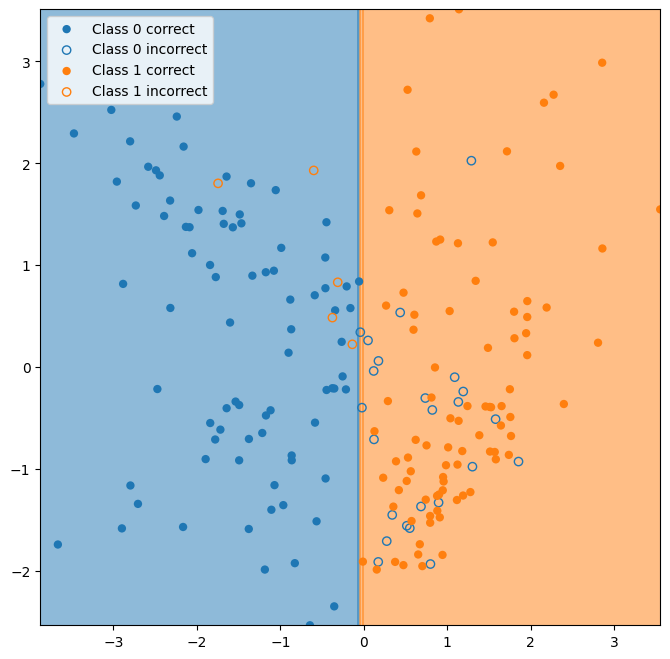 Class 0 correct
Class 0 incorrect
Class 1 correct
Class 1 incorrect
3
2
1
0
−1
−2
−3 −2 −1 0 1 2 3